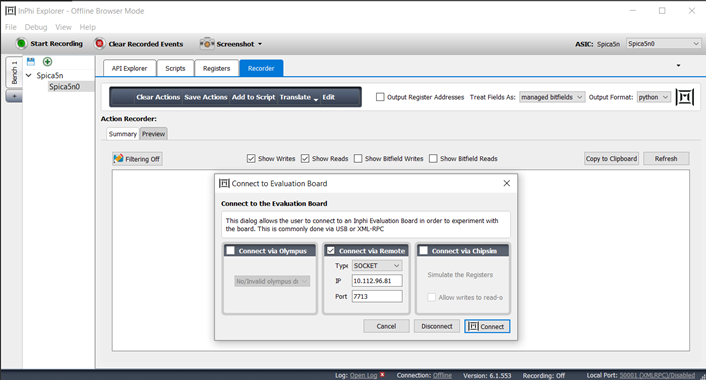 InPhi Explorer - Offline Browser Mode
File Debug View Help
Start Recording Clear Recorded Events Screenshot ASIC: Spica5n Spica5n0
Bench 1
+
Spica5n
Spica5n0
API Explorer Scripts Registers Recorder
Clear Actions Save Actions Add to Script Translate Edit Output Register Addresses Treat Fields As: managed bitfields Output Format: python
Action Recorder:
Summary Preview
Filtering Off Show Writes Show Reads Show Bitfield Writes Show Bitfield Reads Copy to Clipboard Refresh
Connect to Evaluation Board
Connect to the Evaluation Board
This dialog allows the user to connect to an Inphi Evaluation Board in order to experiment with
the board. This is commonly done via USB or XML-RPC
Connect via Olympus Connect via Remote Connect via Chipsim
No/Invalid olympus di Type SOCKET Simulate the Registers
IP 10.112.96.81
Port 7713 Allow writes to read-o
Cancel Disconnect Connect
Log: Open Log Connection: Offline Version: 6.1.553 Recording: Off Local Port: 50001 (XMLRPC)/Disabled